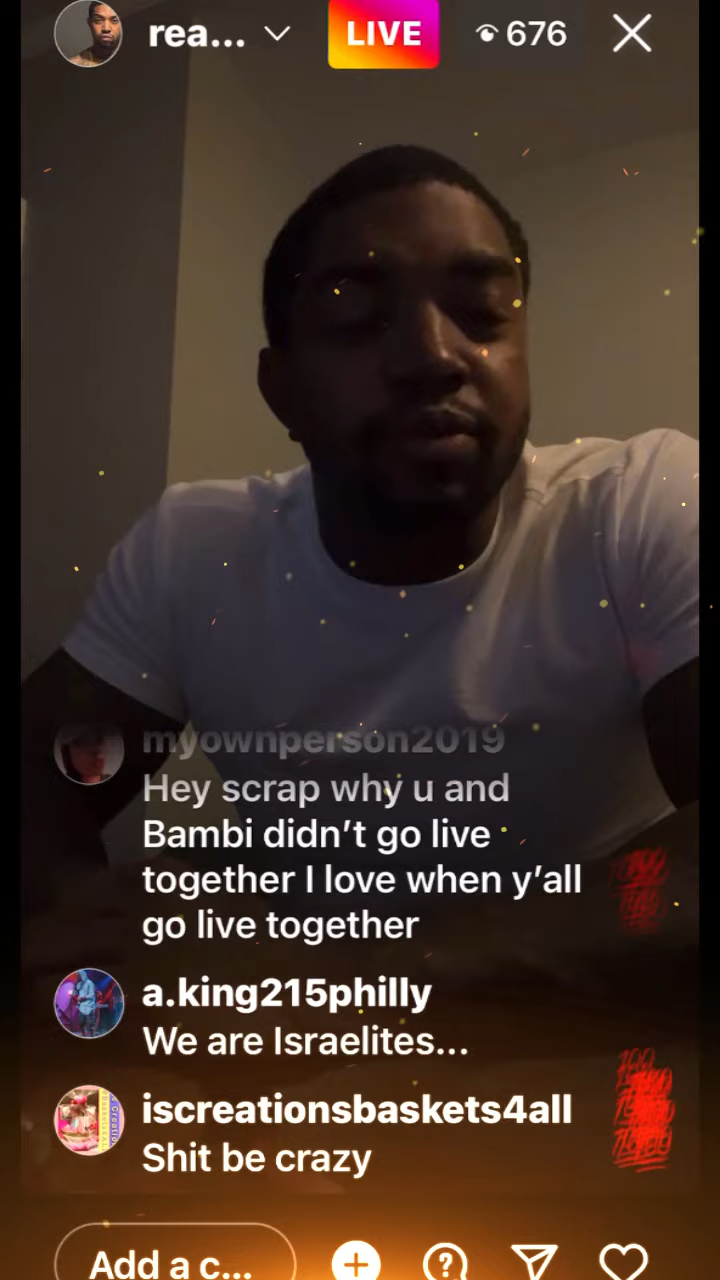 rea...
LIVE
676
myownperson2019
Hey scrap why u and
Bambi didn’t go live
together I love when y’all
go live together
a.king215philly
We are Israelites...
iscreationsbaskets4all
Shit be crazy
Add a c...